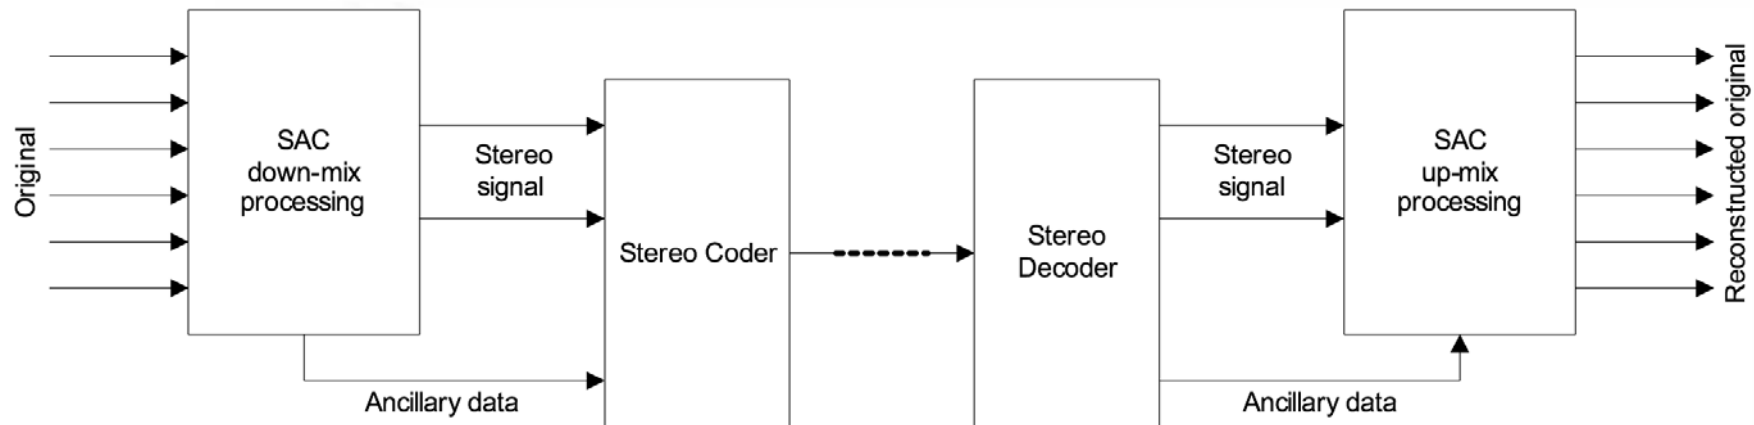 Original
SAC
down-mix
processing
Stereo
signal
Ancillary data
Stereo Coder
Stereo
Decoder
Stereo
signal
Ancillary data
SAC
up-mix
processing
Reconstructed original